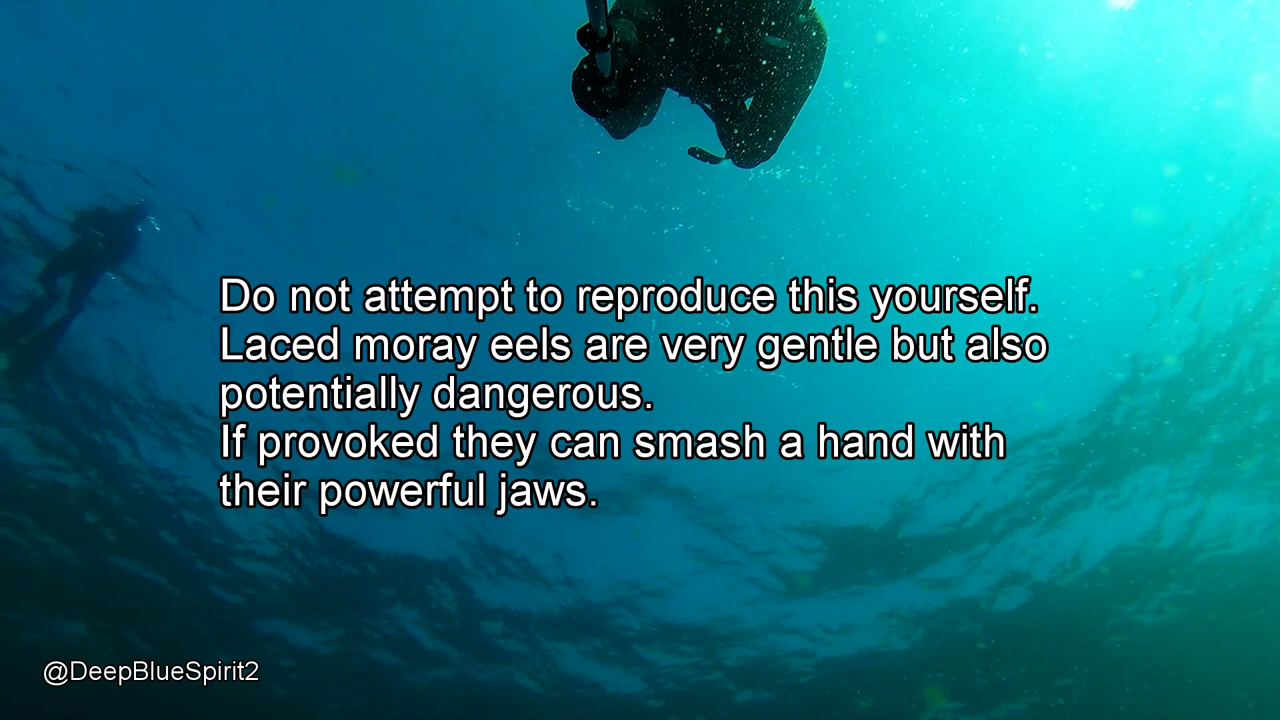 Do not attempt to reproduce this yourself.
Laced moray eels are very gentle but also
potentially dangerous.
If provoked they can smash a hand with
their powerful jaws.
@DeepBlueSpirit2